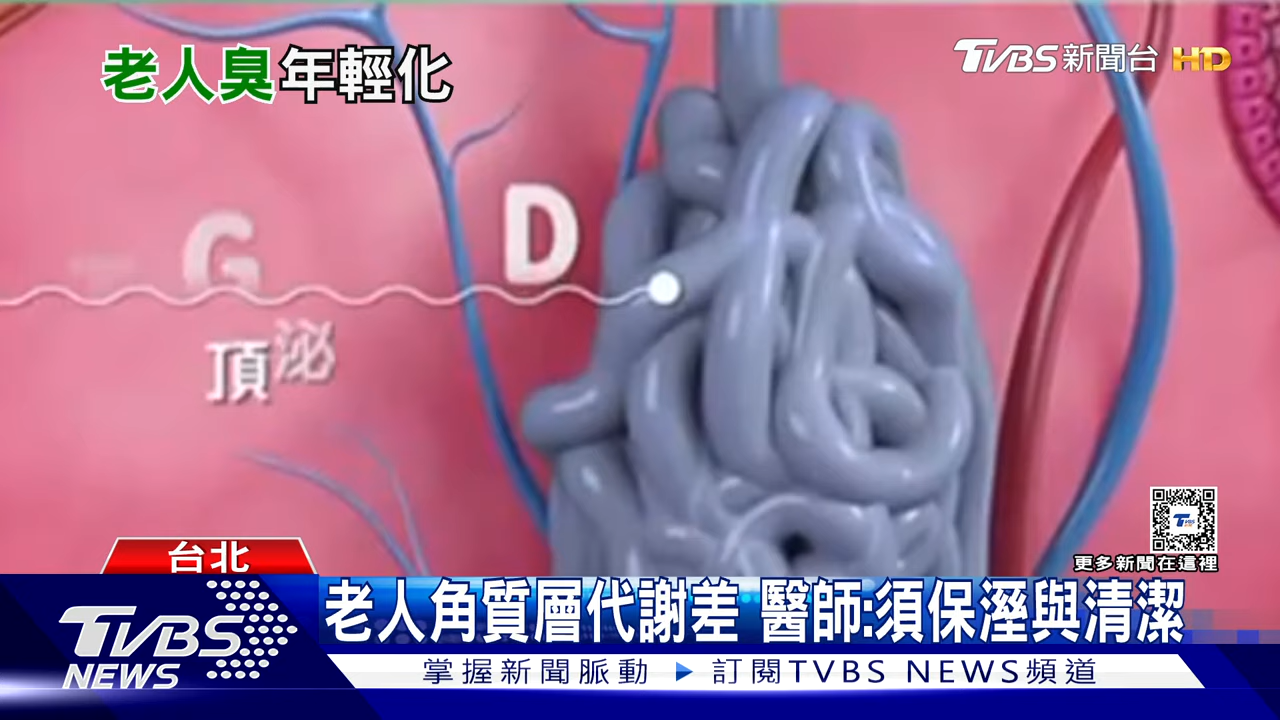 老人臭年輕化
TVBS新聞台 HD
G D
頂泌
更多新聞在這裡
台北
TVBS NEWS
老人角質層代謝差 醫師:須保溼與清潔
掌握新聞脈動 ▶ 訂閱TVBS NEWS頻道